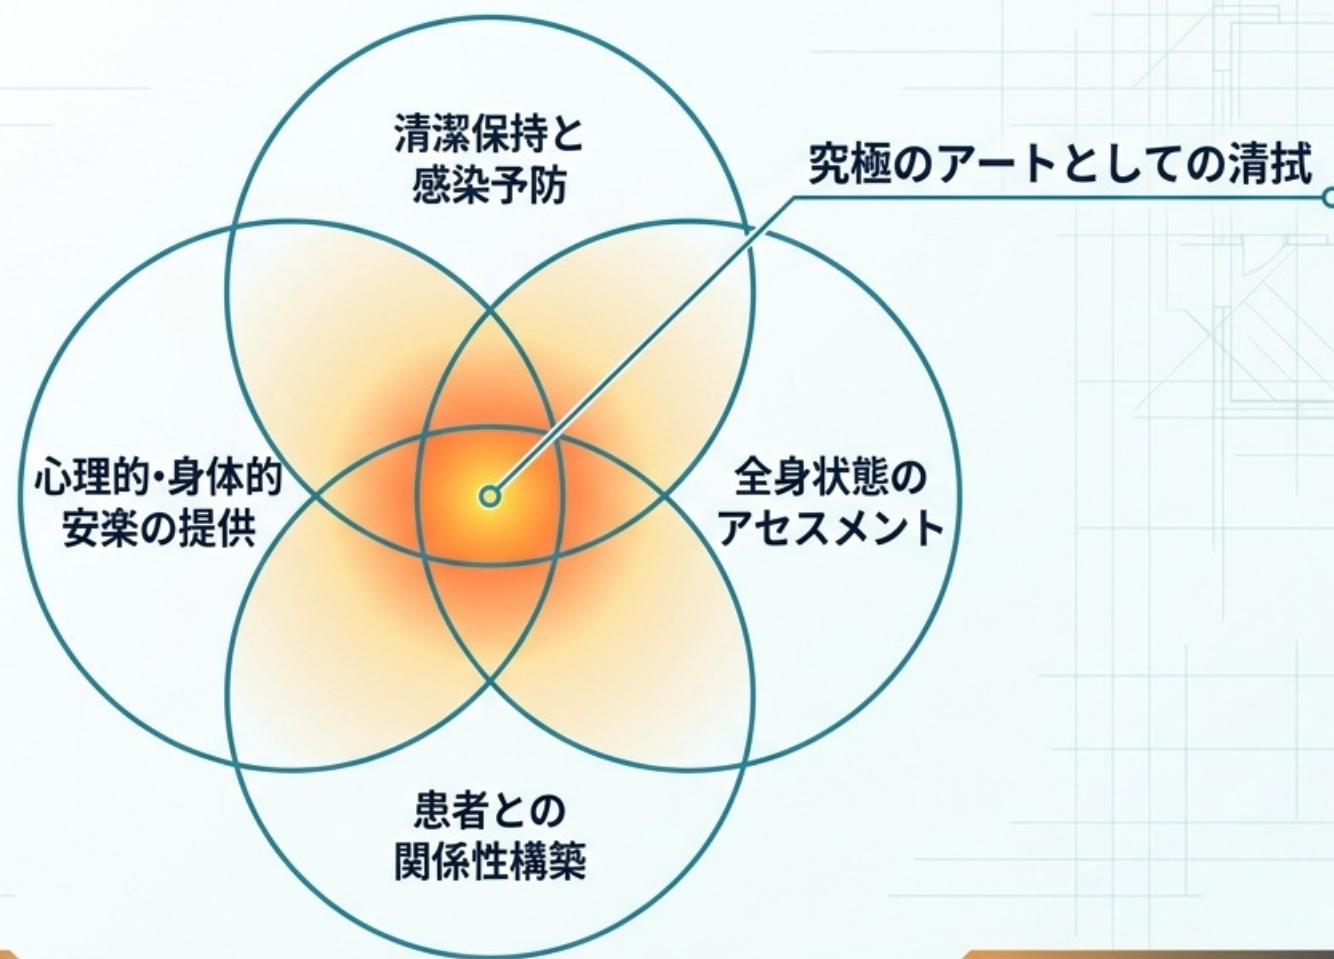 清潔保持と
感染予防
究極のアートとしての清拭
心理的・身体的
安楽の提供
全身状態の
アセスメント
患者との
関係性構築